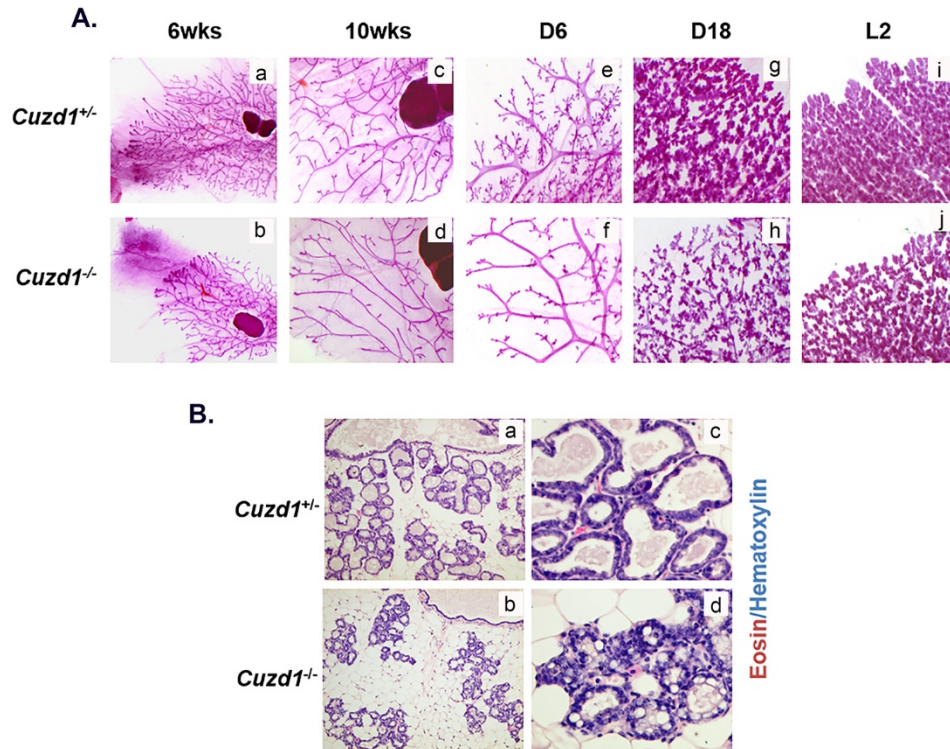 A.
6wks 10wks D6 D18 L2
Cuzd1+/- a c e g i
Cuzd1-/- b d f h j
B.
Cuzd1+/- a c
Cuzd1-/- b d
Eosin/Hematoxylin